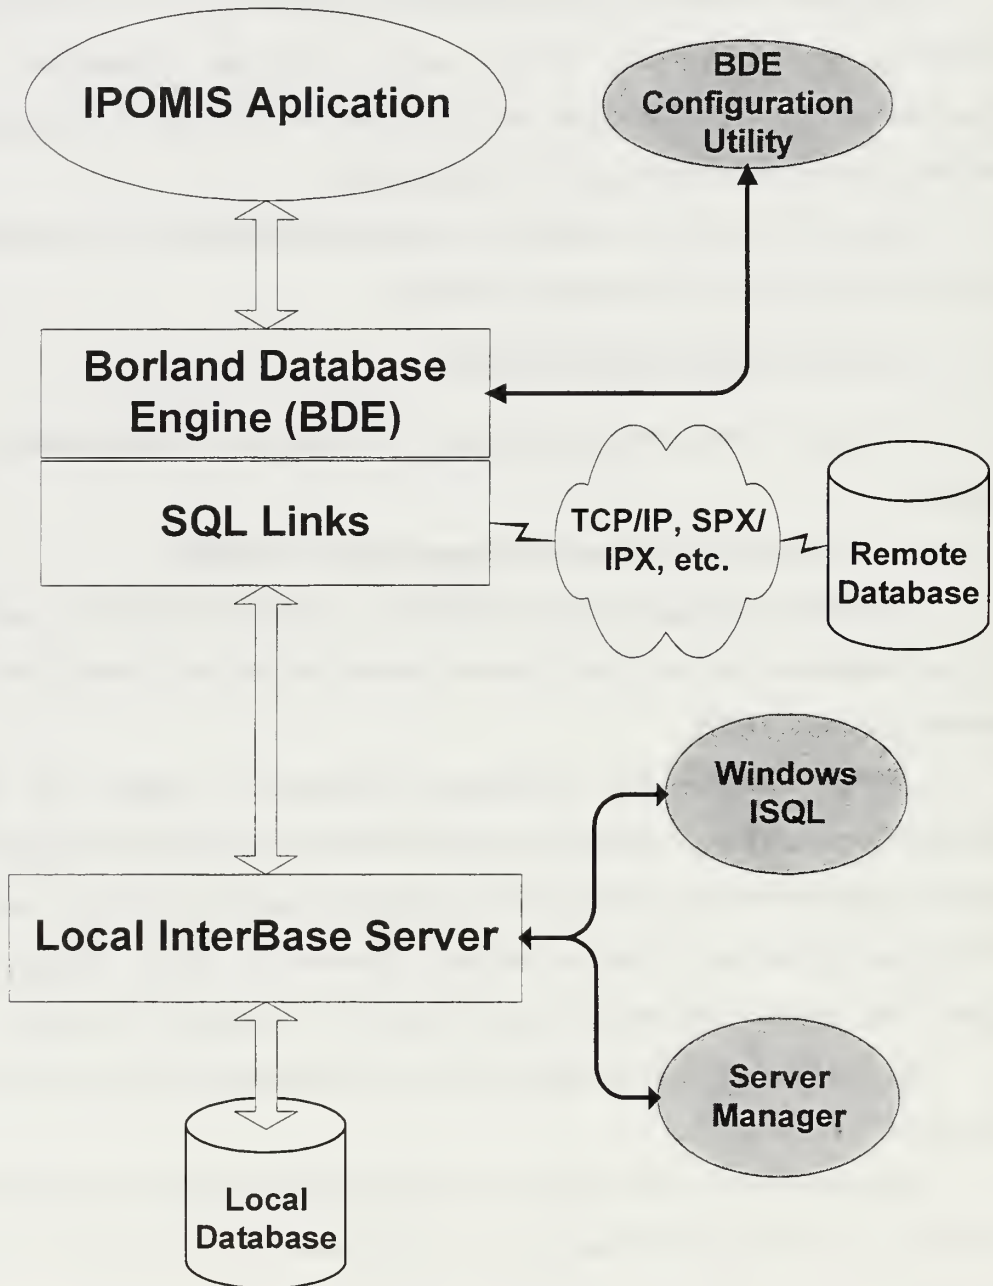 IPOMIS Aplication
BDE
Configuration
Utility
Borland Database
Engine (BDE)
SQL Links
TCP/IP, SPX/
IPX, etc.
Remote
Database
Windows
ISQL
Local InterBase Server
Server
Manager
Local
Database